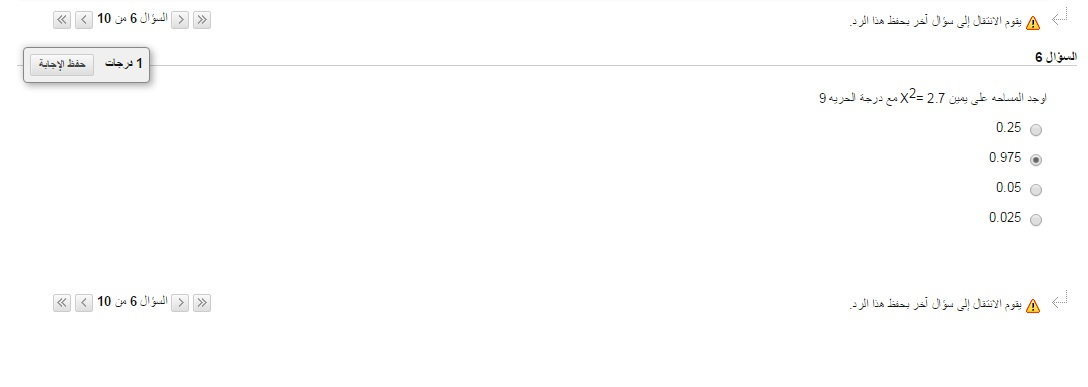 يقوم الانتقال إلى سؤال آخر بحفظ هذا الرد.
السؤال 6 من 10
السؤال 6
1 درجات
حفظ الإجابة
اوجد المساحه على يمين X2= 2.7 مع درجة الحريه 9
0.25
0.975
0.05
0.025
يقوم الانتقال إلى سؤال آخر بحفظ هذا الرد.
السؤال 6 من 10